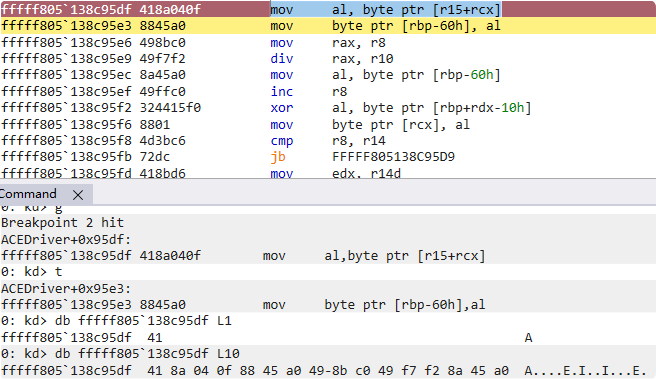 fffff805`138c95df 418a040f mov al, byte ptr [r15+rcx]
fffff805`138c95e3 8845a0 mov byte ptr [rbp-60h], al
fffff805`138c95e6 498bc0 mov rax, r8
fffff805`138c95e9 49f7f2 div rax, r10
fffff805`138c95ec 8a45a0 mov al, byte ptr [rbp-60h]
fffff805`138c95ef 49ffc0 inc r8
fffff805`138c95f2 324415f0 xor al, byte ptr [rbp+rdx-10h]
fffff805`138c95f6 8801 mov byte ptr [rcx], al
fffff805`138c95f8 4d3bc6 cmp r8, r14
fffff805`138c95fb 72dc jb FFFFF805138C95D9
fffff805`138c95fd 418bd6 mov edx, r14d
Command X
0: kd> g
Breakpoint 2 hit
ACEDriver+0x95df:
fffff805`138c95df 418a040f mov al,byte ptr [r15+rcx]
0: kd> t
ACEDriver+0x95e3:
fffff805`138c95e3 8845a0 mov byte ptr [rbp-60h],al
0: kd> db fffff805`138c95df L1
fffff805`138c95df 41 A
0: kd> db fffff805`138c95df L10
fffff805`138c95df 41 8a 04 0f 88 45 a0 49-8b c0 49 f7 f2 8a 45 a0 A....E.I..I...E.